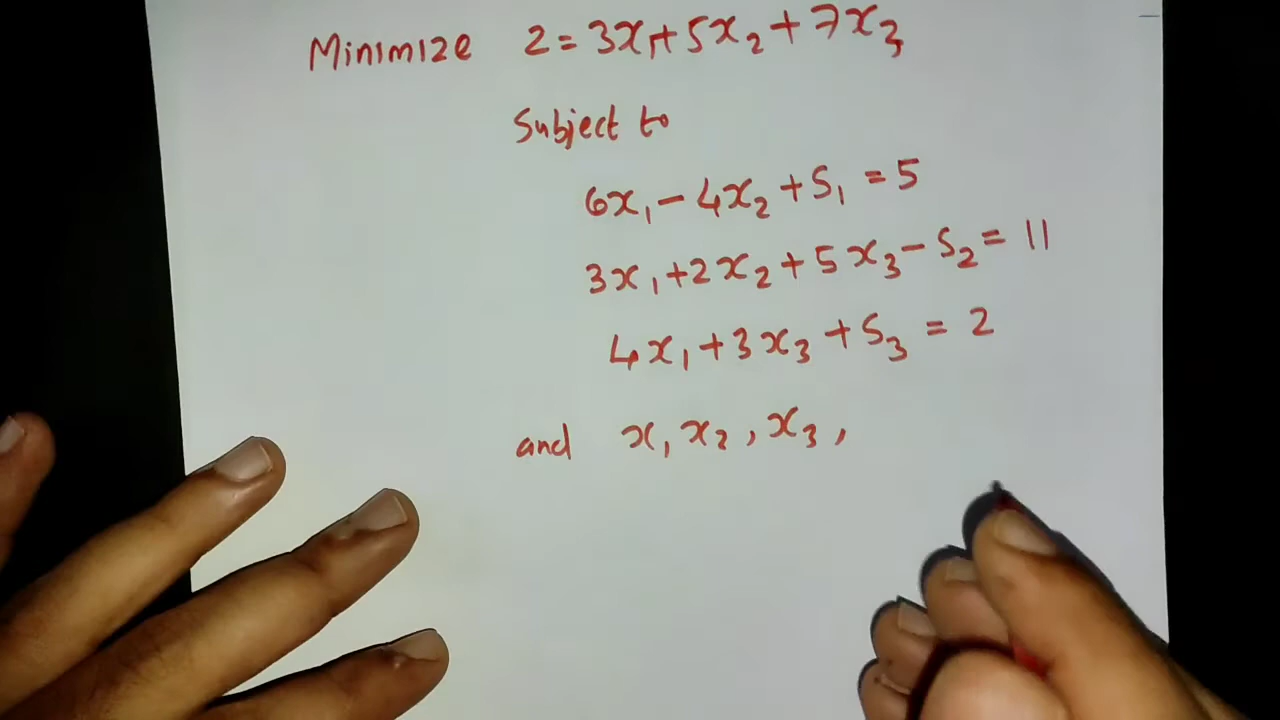 Minimize 2 = 3x₁ + 5x₂ + 7x₃
Subject to
6x₁ - 4x₂ + S₁ = 5
3x₁ + 2x₂ + 5x₃ - S₂ = 11
4x₁ + 3x₃ + S₃ = 2
and x₁ x₂, x₃,